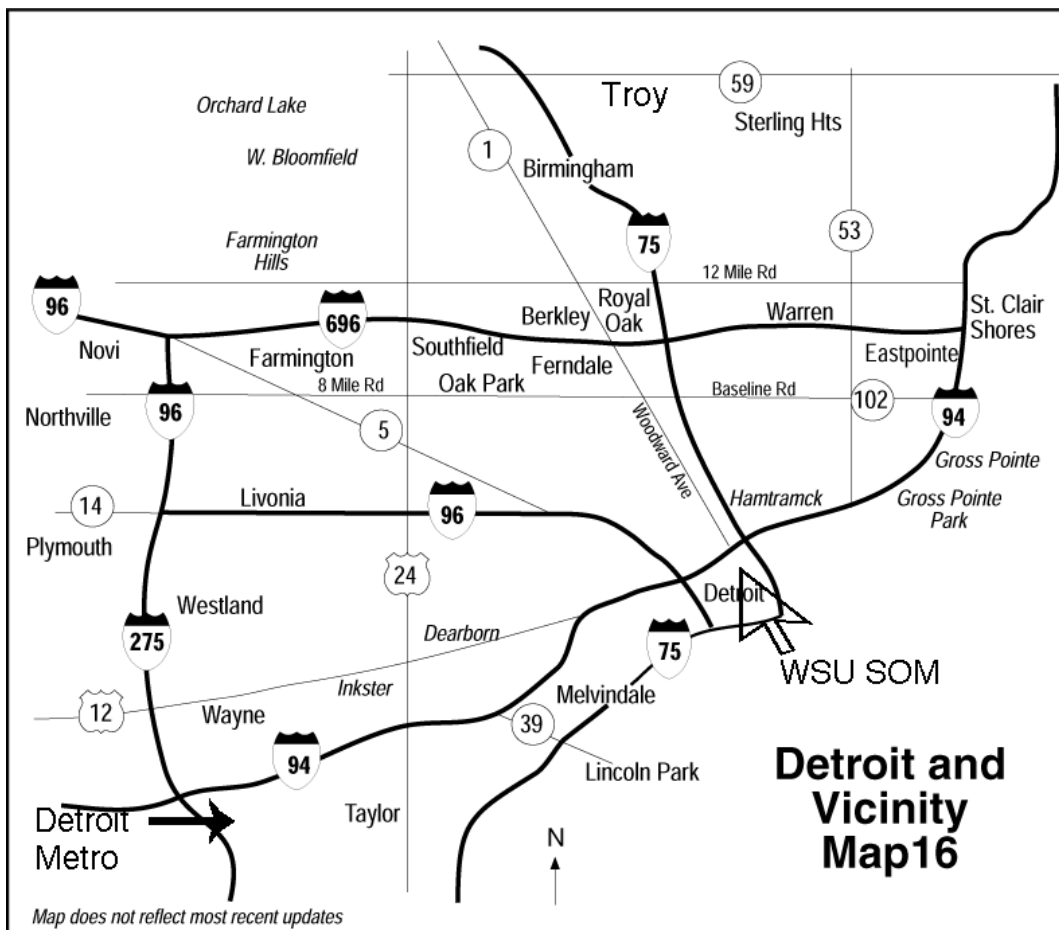 59
Troy
Orchard Lake
Sterling Hts
1
W. Bloomfield
Birmingham
53
75
Farmington
Hills
12 Mile Rd
96
696
Royal
Oak
Berkley
Warren
St. Clair
Shores
Novi
Farmington
Southfield
Ferndale
Eastpointe
8 Mile Rd
Oak Park
Baseline Rd
102
Northville
96
94
5
Woodward Ave
Gross Pointe
Livonia
96
Hamtramck
Gross Pointe
Park
14
Plymouth
24
Westland
Detroit
275
Dearborn
75
WSU SOM
Inkster
Melvindale
12
Wayne
39
94
Lincoln Park
Detroit and
Vicinity
Map16
Taylor
Detroit
Metro
N
Map does not reflect most recent updates